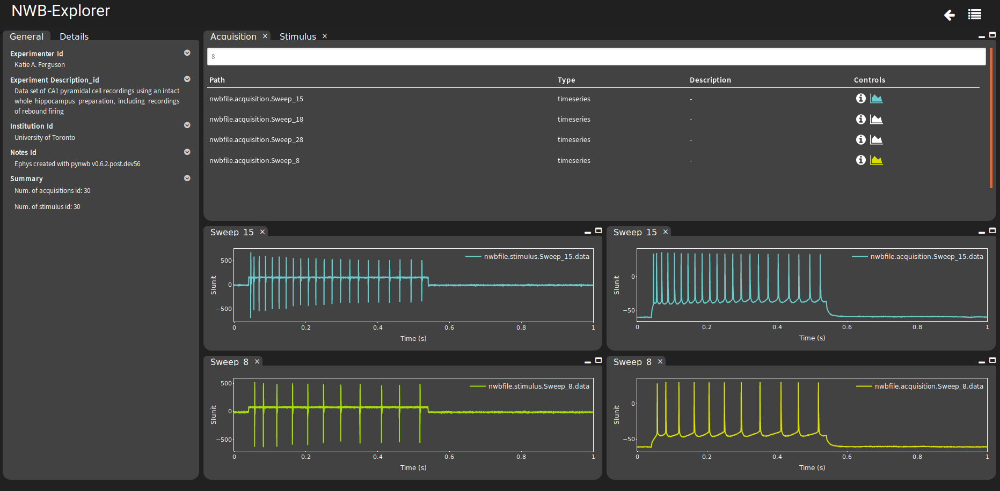 NWB-Explorer
General Details
Experimenter Id
Katie A. Ferguson
Experiment Description_id
Data set of CA1 pyramidal cell recordings using an intact
whole hippocampus preparation, including recordings
of rebound firing
Institution Id
University of Toronto
Notes Id
Ephys created with pynwb v0.6.2.post.dev56
Summary
Num. of acquisitions id: 30
Num. of stimulus id: 30
Acquisition × Stimulus ×
8
Path Type Description Controls
nwbfile.acquisition.Sweep_15 timeseries -
nwbfile.acquisition.Sweep_18 timeseries -
nwbfile.acquisition.Sweep_28 timeseries -
nwbfile.acquisition.Sweep_8 timeseries -
Sweep 15 ×
nwbfile.stimulus.Sweep_15.data
500
0
−500
SIunit
0 0.2 0.4 0.6 0.8 1
Time (s)
Sweep 15 ×
nwbfile.acquisition.Sweep_15.data
0
−50
SIunit
0 0.2 0.4 0.6 0.8 1
Time (s)
Sweep 8 ×
nwbfile.stimulus.Sweep_8.data
500
0
−500
SIunit
0 0.2 0.4 0.6 0.8 1
Time (s)
Sweep 8 ×
nwbfile.acquisition.Sweep_8.data
0
−50
SIunit
0 0.2 0.4 0.6 0.8 1
Time (s)